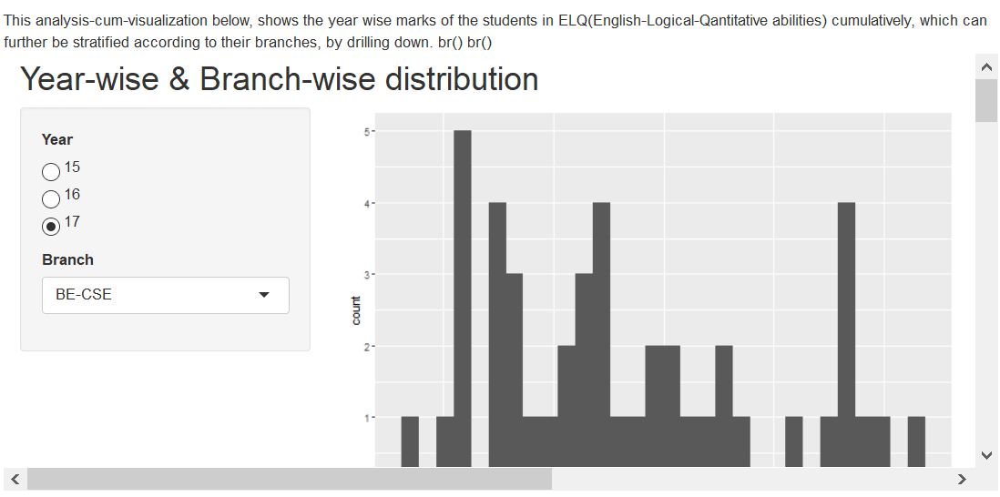 This analysis-cum-visualization below, shows the year wise marks of the students in ELQ(English-Logical-Qantitative abilities) cumulatively, which can
further be stratified according to their branches, by drilling down. br() br()
Year-wise & Branch-wise distribution
Year
15
16
17
Branch
BE-CSE
5
4
3
2
1
count